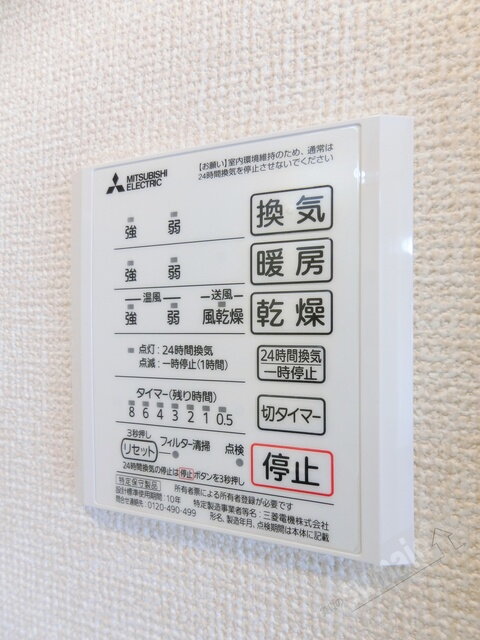 【お願い】室内環境維持のため、通常は
24時間換気を停止させないでください
MITSUBISHI
ELECTRIC
強 弱 換気
強 弱 暖房
温風 送風
強 弱 風乾燥 乾燥
点灯:24時間換気
点滅:一時停止(1時間)
24時間換気
一時停止
タイマー(残り時間)
8 6 4 3 2 1 0.5
切タイマー
3秒押し
リセット フィルター清掃 点検
停止
24時間換気の停止は停止ボタンを3秒押し
特定保守製品 所有者票による所有者登録が必要です
設計標準使用期間:10年 特定製造事業者等名:三菱電機株式会社
問合せ連絡先:0120-490-499 形名、製造年月、点検期間は本体に記載